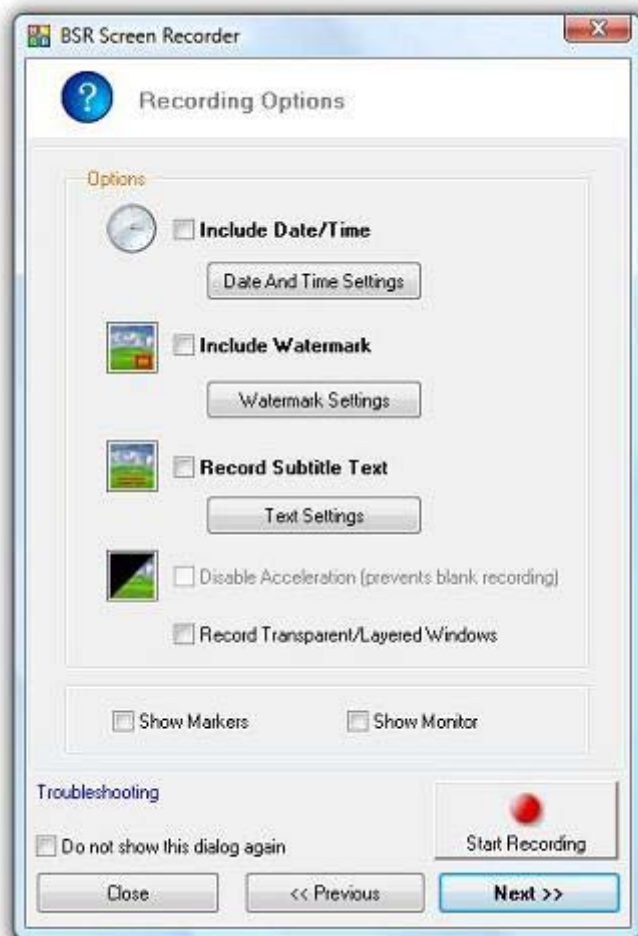 BSR Screen Recorder
Recording Options
Options
Include Date/Time
Date And Time Settings
Include Watermark
Watermark Settings
Record Subtitle Text
Text Settings
Disable Acceleration (prevents blank recording)
Record Transparent/Layered Windows
Show Markers Show Monitor
Troubleshooting
Start Recording
Do not show this dialog again
Close << Previous Next >>